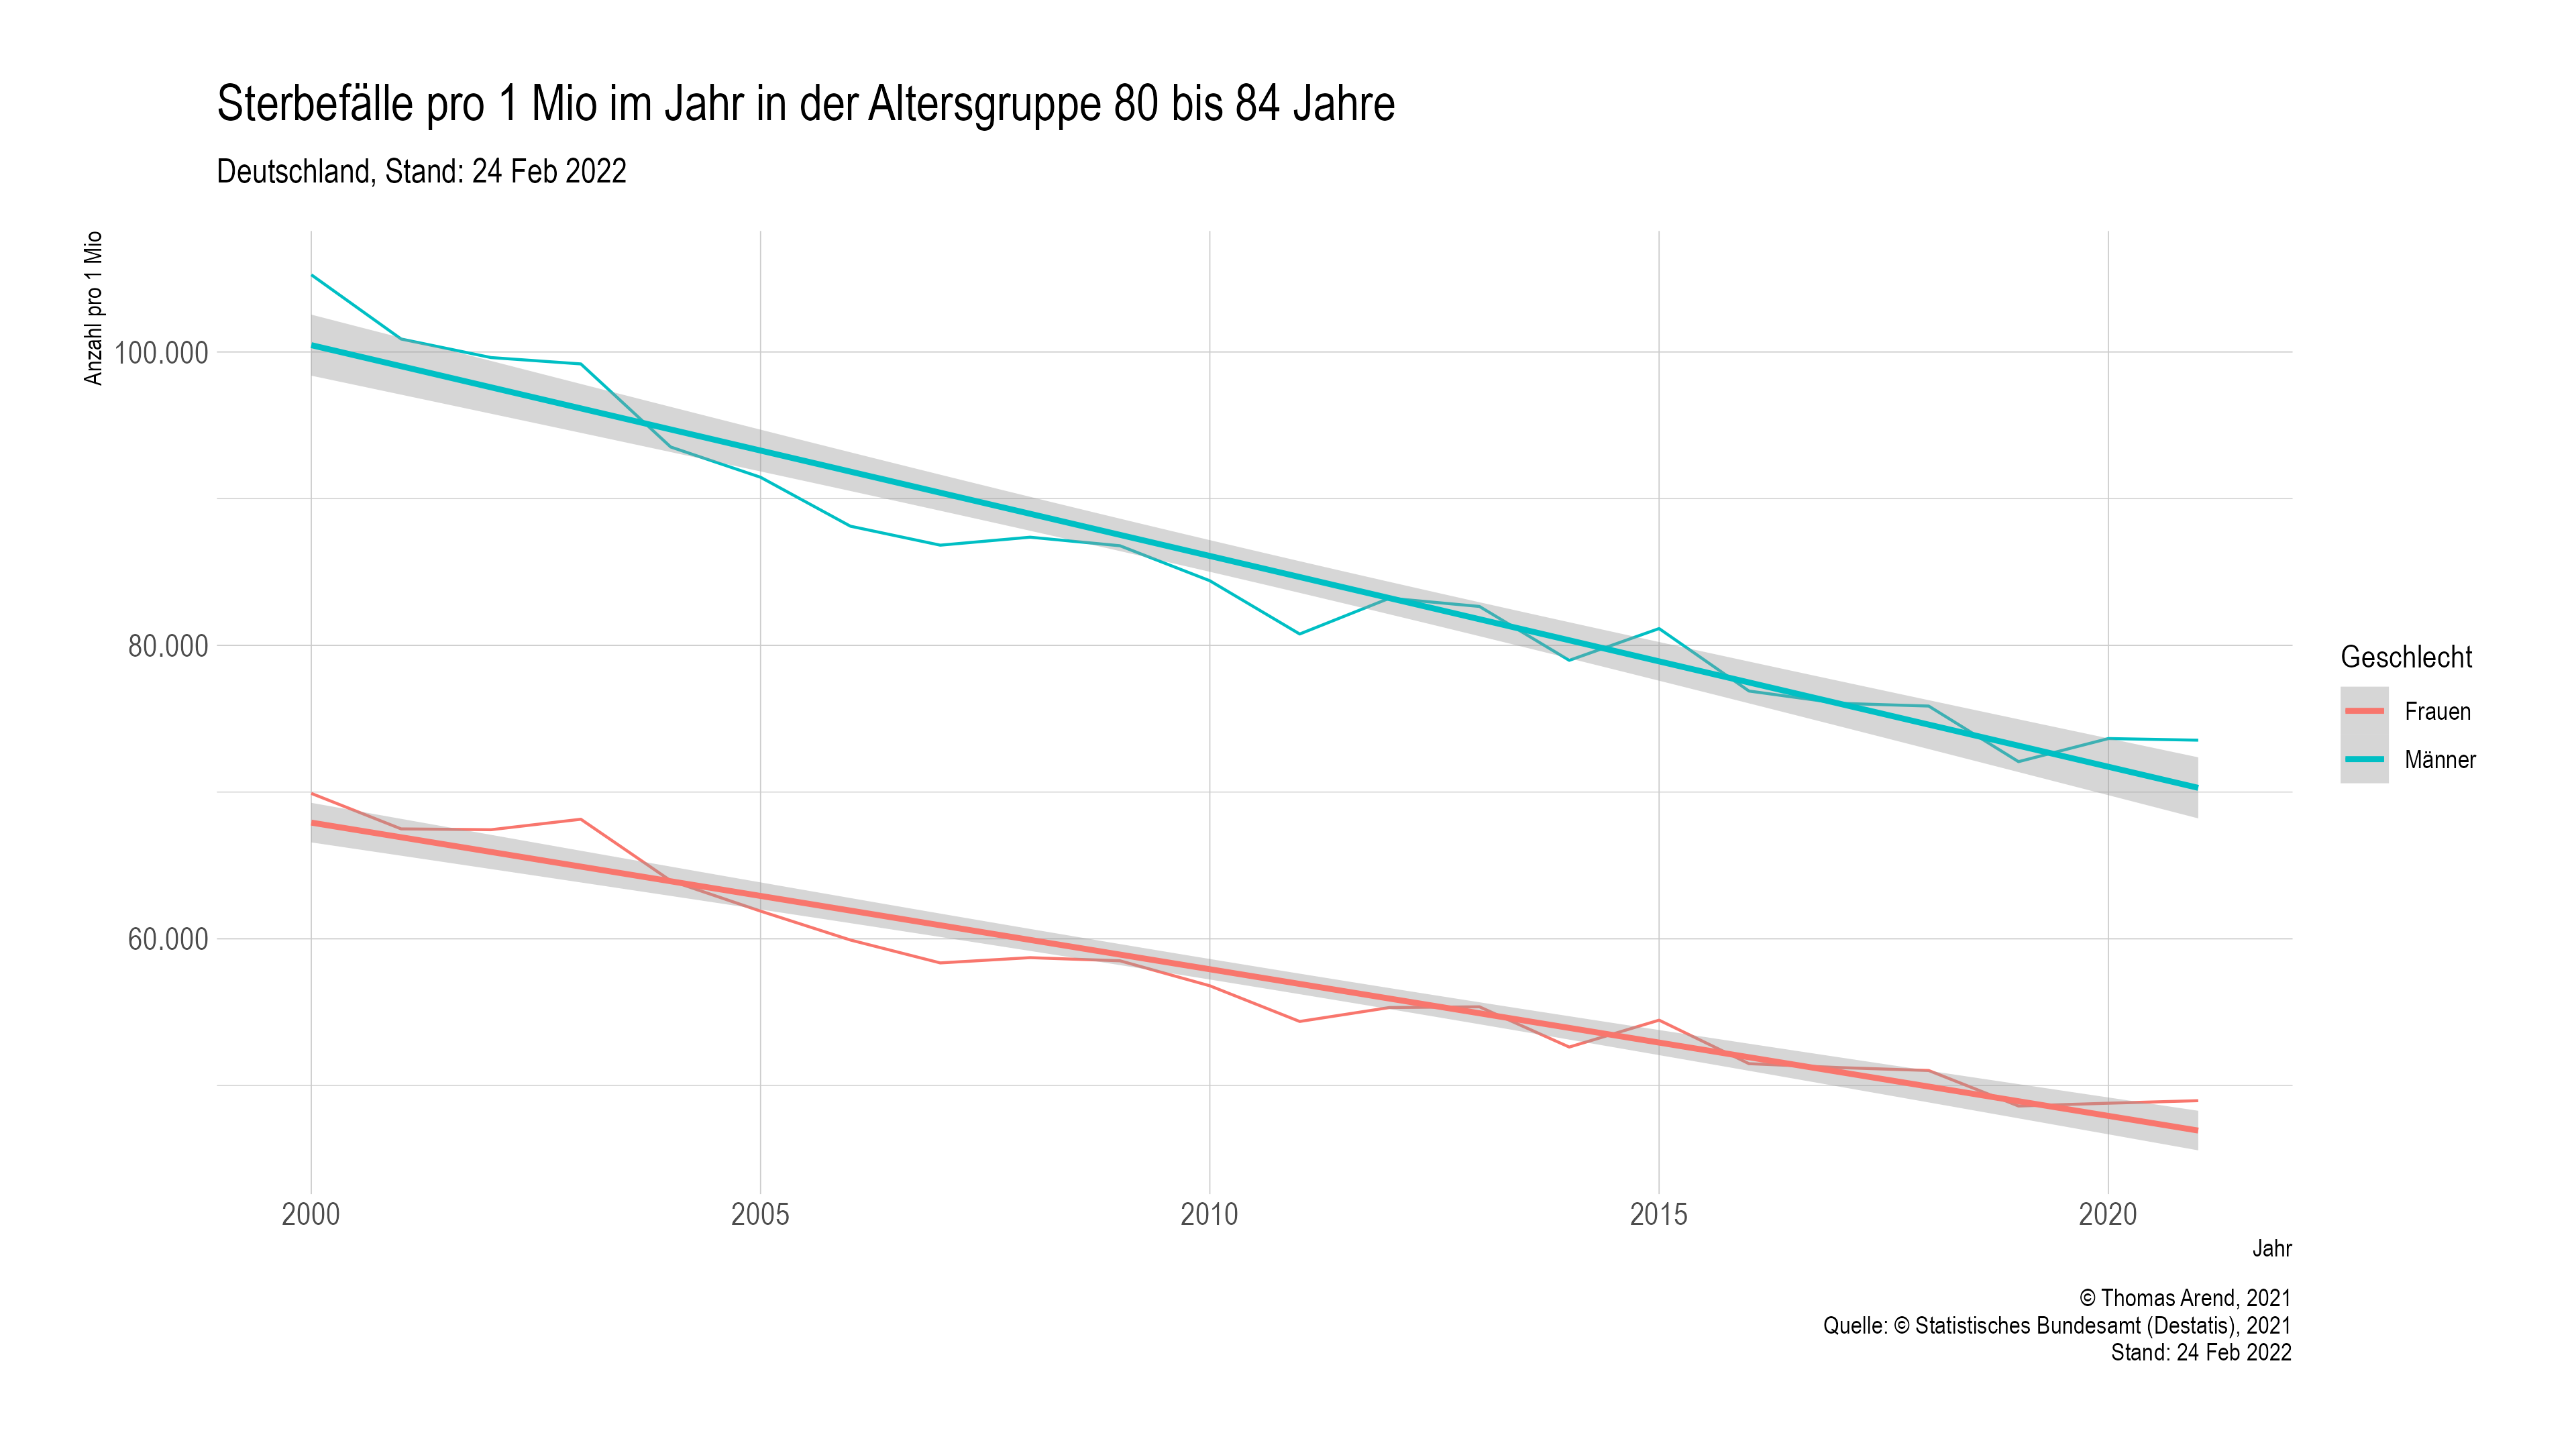 Sterbefälle pro 1 Mio im Jahr in der Altersgruppe 80 bis 84 Jahre
Deutschland, Stand: 24 Feb 2022
Anzahl pro 1 Mio
100.000
80.000
60.000
2000
2005
2010
2015
2020
Jahr
Geschlecht
Frauen
Männer
© Thomas Arend, 2021
Quelle: © Statistisches Bundesamt (Destatis), 2021
Stand: 24 Feb 2022